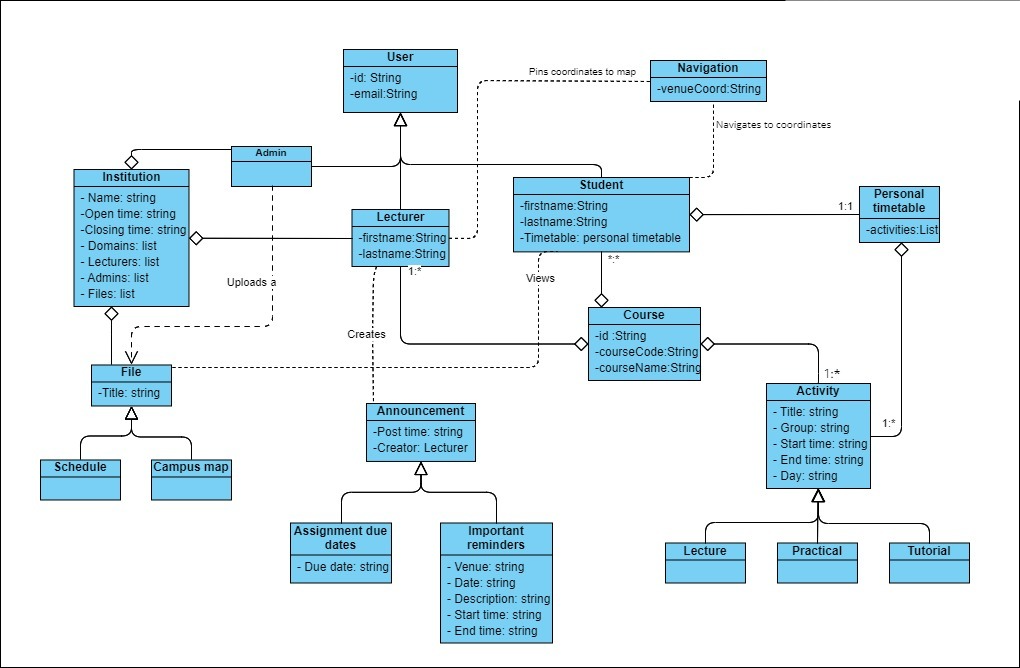 User
-id: String
-email:String
Pins coordinates to map
Navigation
-venueCoord:String
Navigates to coordinates
Admin
Institution
- Name: string
-Open time: string
-Closing time: string
- Domains: list
- Lecturers: list
- Admins: list
- Files: list
Lecturer
-firstname:String
-lastname:String
1:*
Student
-firstname:String
-lastname:String
-Timetable: personal timetable
*:*
1:1
Personal
timetable
-activities:List
Uploads a
Views
Creates
Course
-id :String
-courseCode:String
-courseName:String
1:*
1:*
File
-Title: string
Activity
- Title: string
- Group: string
- Start time: string
- End time: string
- Day: string
Announcement
-Post time: string
-Creator: Lecturer
Schedule
Campus map
Assignment due
dates
- Due date: string
Important
reminders
- Venue: string
- Date: string
- Description: string
- Start time: string
- End time: string
Lecture
Practical
Tutorial